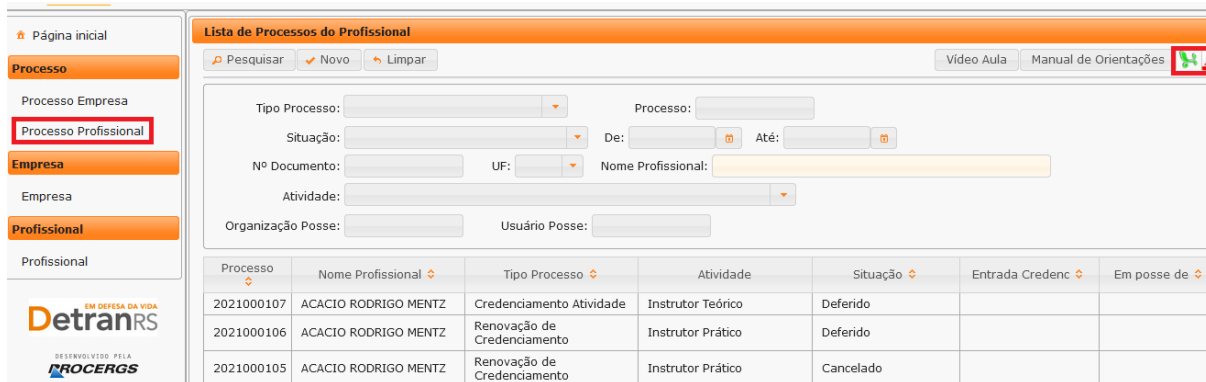 Página inicial
Processo
Processo Empresa
Processo Profissional
Empresa
Empresa
Profissional
Profissional
EM DEFESA DA VIDA
DetranRS
DESENVOLVIDO PELA
PROCERGS
Lista de Processos do Profissional
Pesquisar Novo Limpar Vídeo Aula Manual de Orientações
Tipo Processo: Processo:
Situação: De: Até:
Nº Documento: UF: Nome Profissional:
Atividade:
Organização Posse: Usuário Posse:
Processo Nome Profissional Tipo Processo Atividade Situação Entrada Credenc Em posse de
2021000107 ACACIO RODRIGO MENTZ Credenciamento Atividade Instrutor Teórico Deferido
2021000106 ACACIO RODRIGO MENTZ Renovação de Credenciamento Instrutor Prático Deferido
2021000105 ACACIO RODRIGO MENTZ Renovação de Credenciamento Instrutor Prático Cancelado